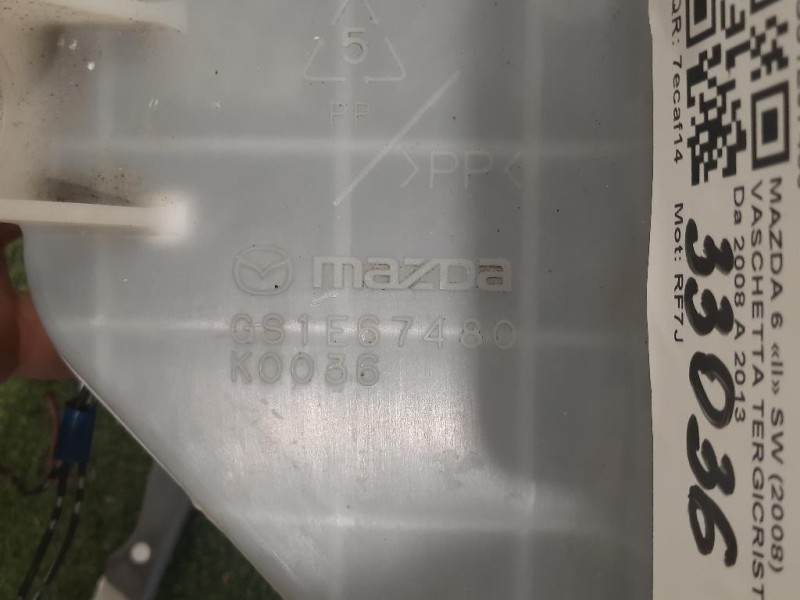 5
PP
>PP<
mazda
GS1E67480
K0036
MAZDA 6 «II» SW (2008)
VASCHETTA TERGICRIST
Da 2008 A 2013
QR: 7ecaf14 Mot: RF7J
33036